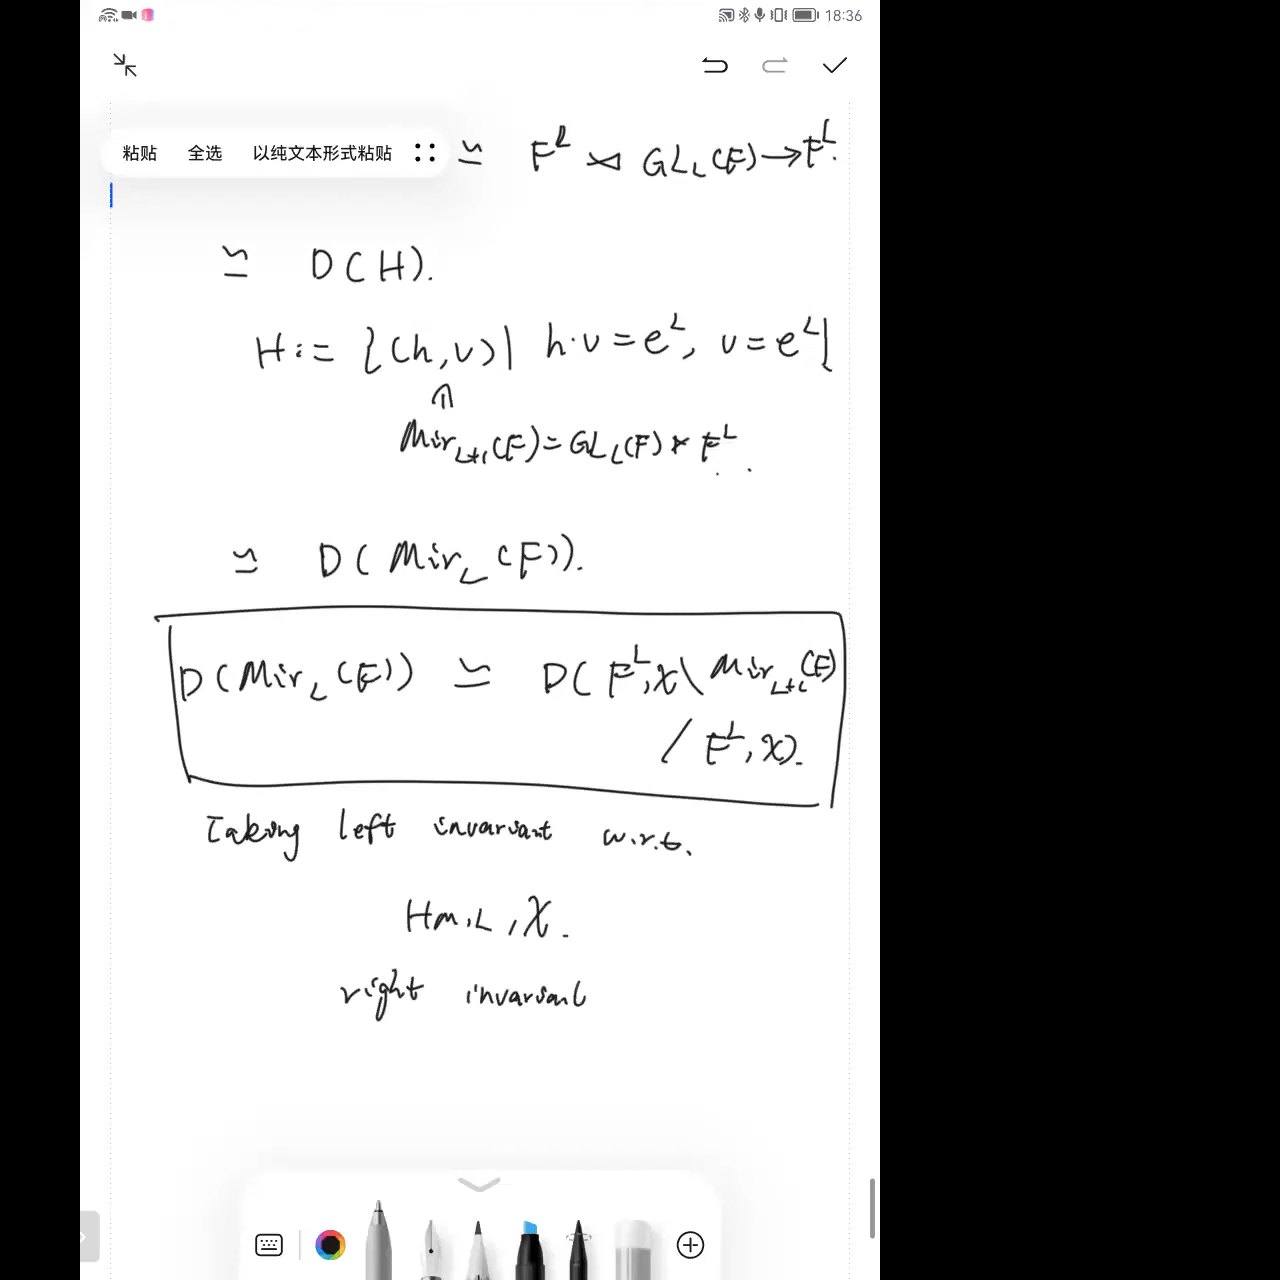 18:36
粘贴 全选 以纯文本形式粘贴 ≃ F^L ⋊ GL_L(F) → F^L.
≃ D(H).
H := {(h,v) | h·v = e^L, v = e^L}
∩
Mir_{L+1}(F) = GL_L(F) ⋉ F^L.
≃ D(Mir_L(F)).
D(Mir_L(F)) ≃ D(F^L,χ\Mir_{L+1}(F)
/F^L,χ).
Taking left invariant w.r.t.
H_{M,L},χ.
right invariant